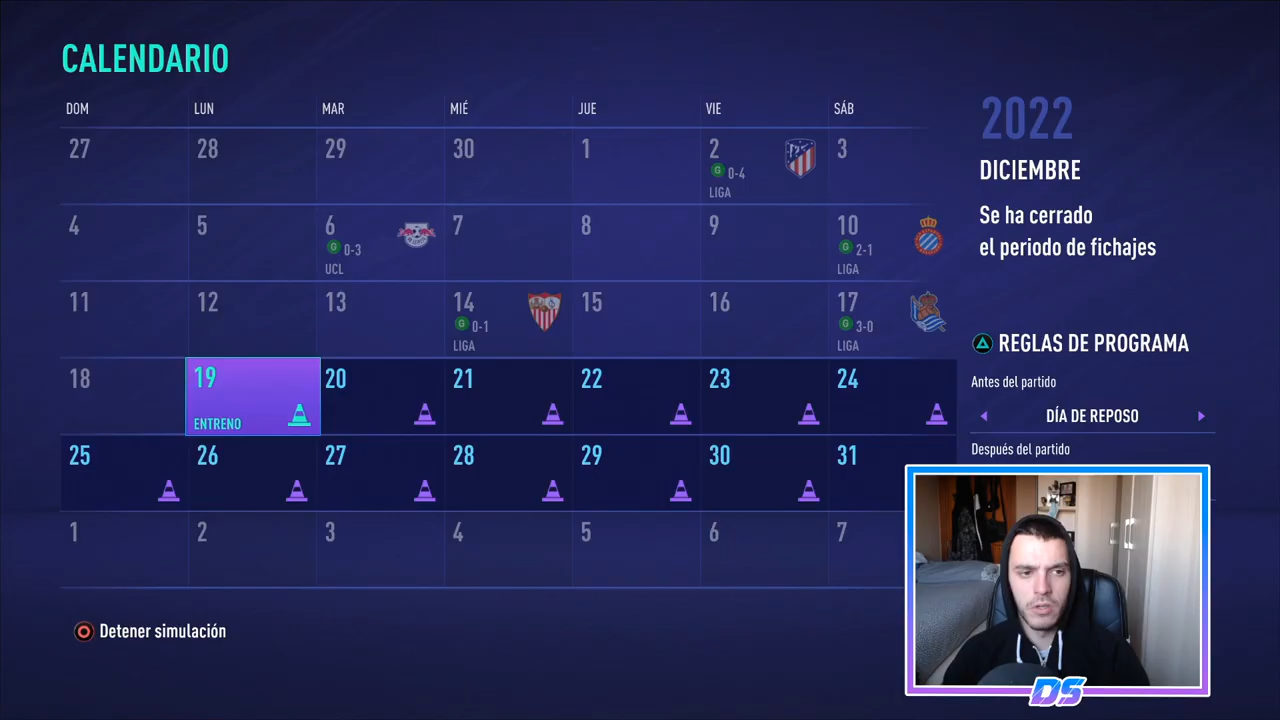 CALENDARIO
DOM LUN MAR MIÉ JUE VIE SÁB
2022
DICIEMBRE
Se ha cerrado
el periodo de fichajes
27 28 29 30 1 2 3
G 0-4
LIGA
4 5 6 7 8 9 10
G 0-3 G 2-1
UCL LIGA
11 12 13 14 15 16 17
G 0-1 G 3-0
LIGA LIGA
REGLAS DE PROGRAMA
Antes del partido
DÍA DE REPOSO
Después del partido
18 19 20 21 22 23 24
ENTRENO
25 26 27 28 29 30 31
1 2 3 4 5 6 7
Detener simulación
DS